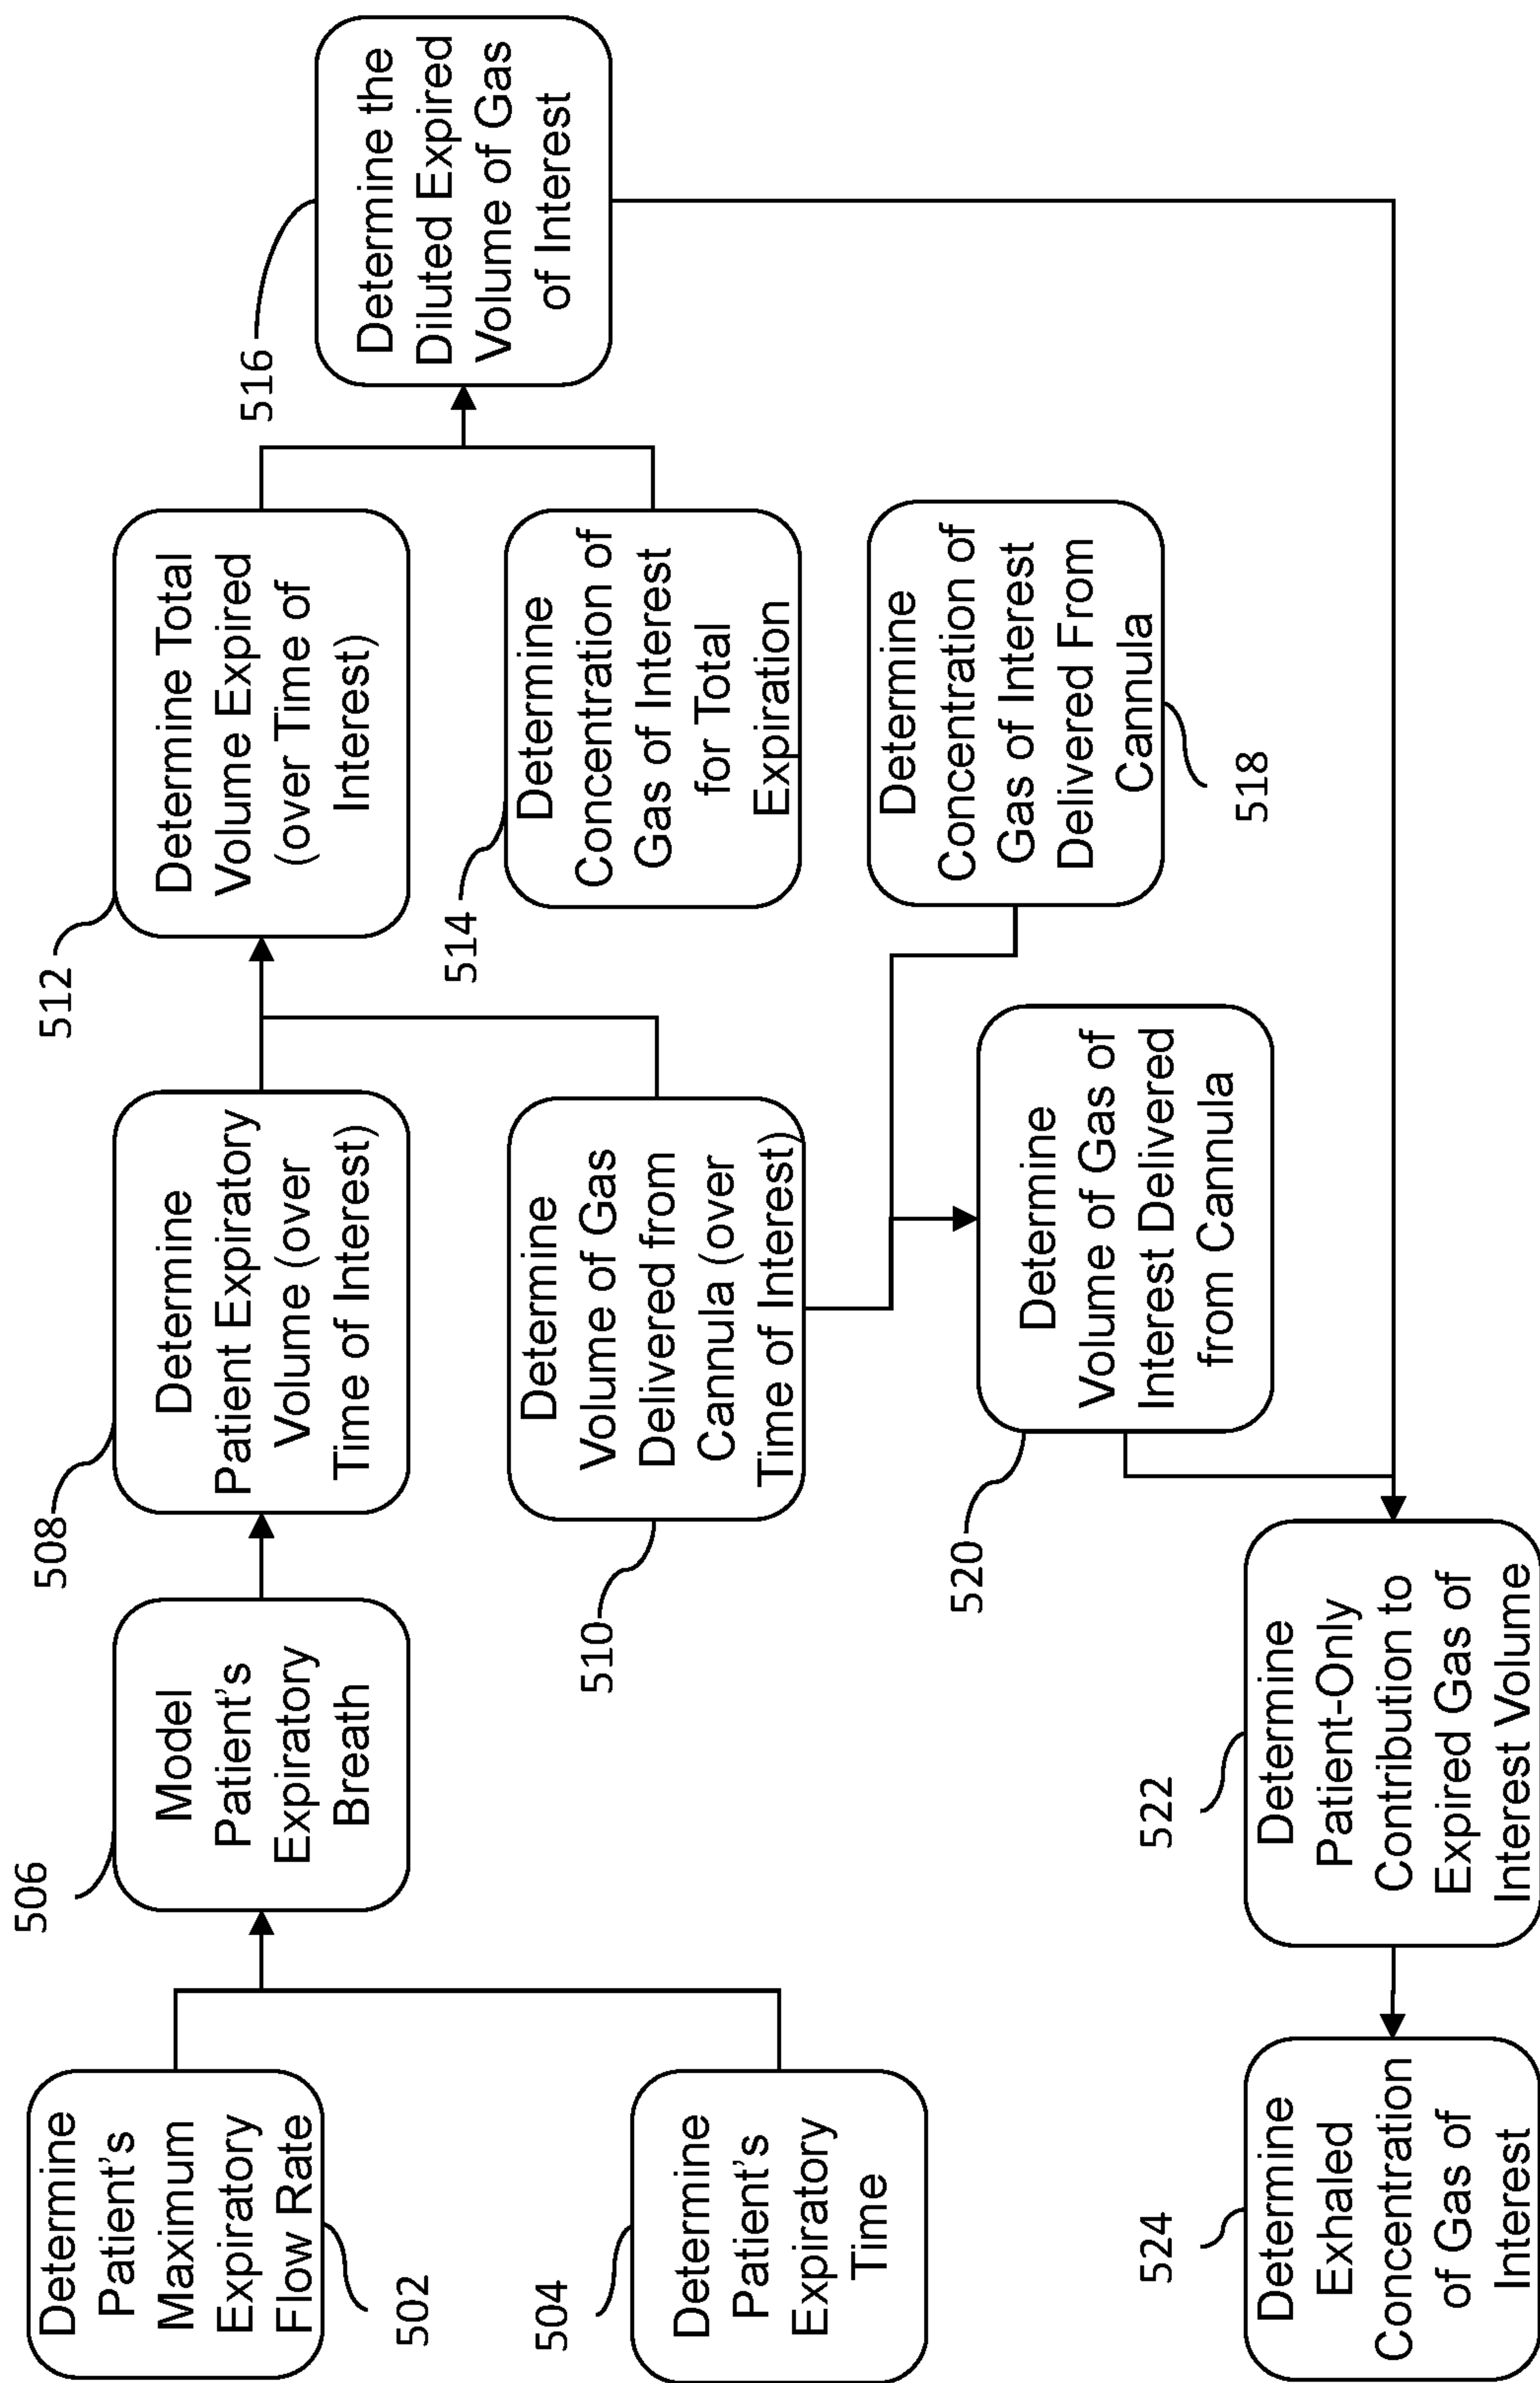 502
Determine
Patient's
Maximum
Expiratory
Flow Rate
504
Determine
Patient's
Expiratory
Time
506
Model
Patient's
Expiratory
Breath
508
Determine
Patient Expiratory
Volume (over
Time of Interest)
510
Determine
Volume of Gas
Delivered from
Cannula (over
Time of Interest)
512
Determine Total
Volume Expired
(over Time of
Interest)
514
Determine
Concentration of
Gas of Interest
for Total
Expiration
516
Determine the
Diluted Expired
Volume of Gas
of Interest
518
Determine
Concentration of
Gas of Interest
Delivered From
Cannula
520
Determine
Volume of Gas of
Interest Delivered
from Cannula
522
Determine
Patient-Only
Contribution to
Expired Gas of
Interest Volume
524
Determine
Exhaled
Concentration
of Gas of
Interest